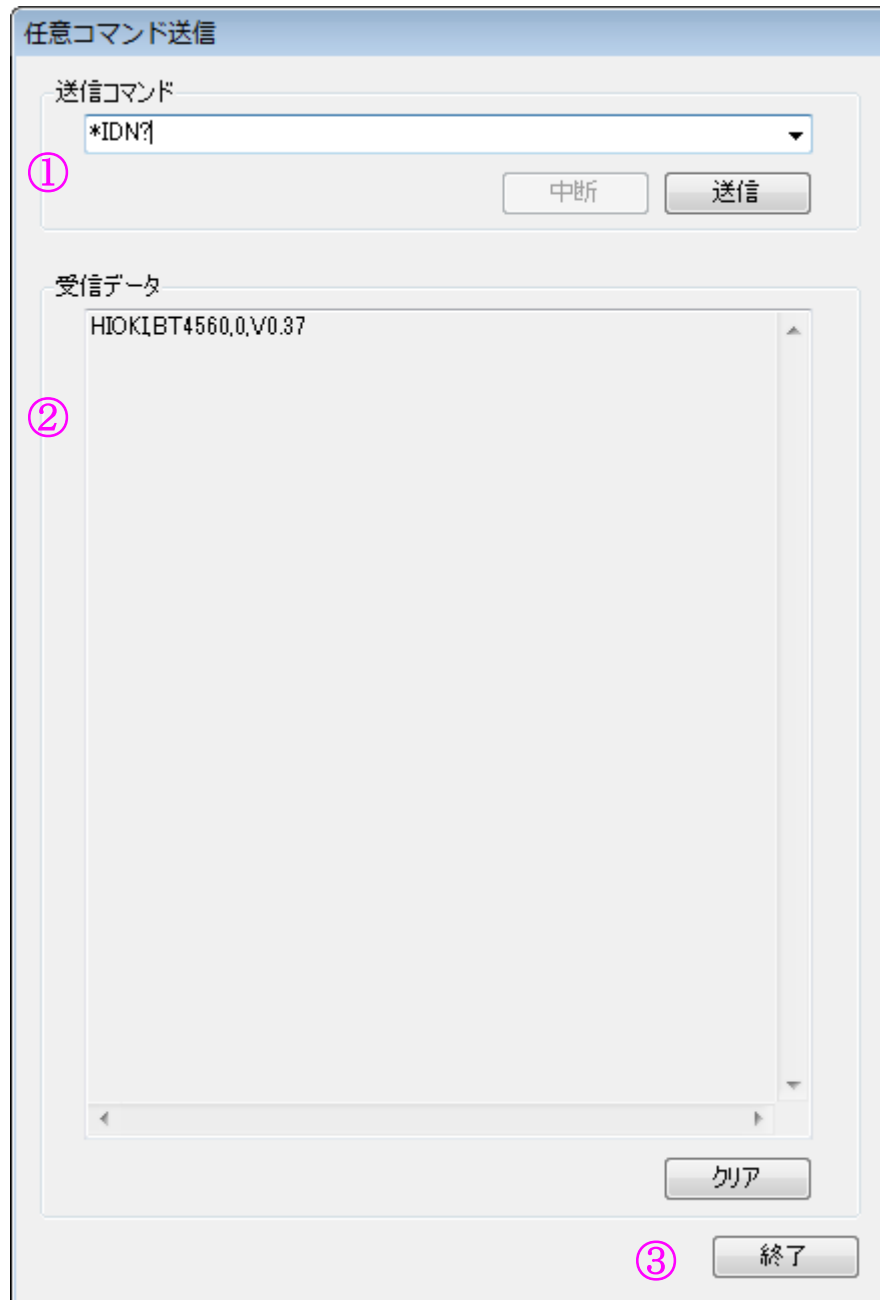 任意コマンド送信
送信コマンド
*IDN?
①
中断 送信
受信データ
HIOKI,BT4560,0,V0.37
②
クリア
③ 終了